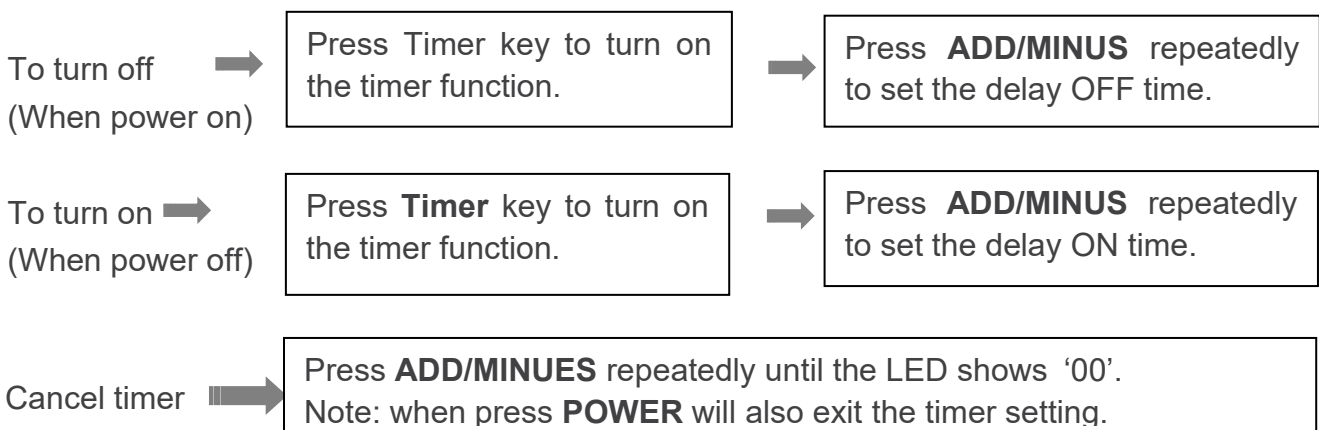 To turn off
(When power on)
Press Timer key to turn on
the timer function.
Press ADD/MINUS repeatedly
to set the delay OFF time.
To turn on
(When power off)
Press Timer key to turn on
the timer function.
Press ADD/MINUS repeatedly
to set the delay ON time.
Cancel timer
Press ADD/MINUES repeatedly until the LED shows '00'.
Note: when press POWER will also exit the timer setting.